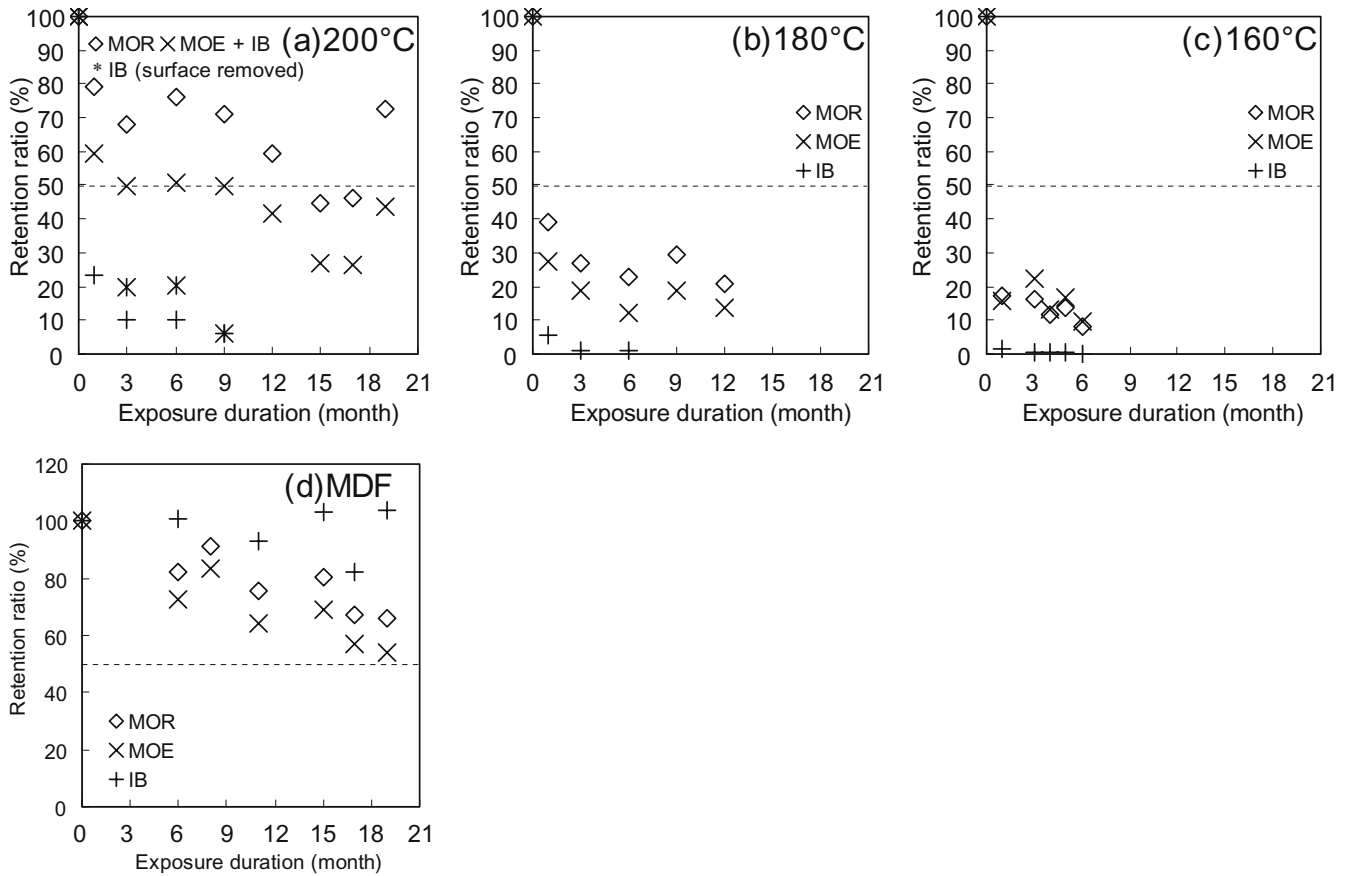 (a)200°C
◇ MOR × MOE + IB
* IB (surface removed)
Retention ratio (%)
100
90
80
70
60
50
40
30
20
10
0
0 3 6 9 12 15 18 21
Exposure duration (month)
(b)180°C
◇ MOR
× MOE
+ IB
Retention ratio (%)
100
90
80
70
60
50
40
30
20
10
0
0 3 6 9 12 15 18 21
Exposure duration (month)
(c)160°C
◇ MOR
× MOE
+ IB
Retention ratio (%)
100
90
80
70
60
50
40
30
20
10
0
0 3 6 9 12 15 18 21
Exposure duration (month)
(d)MDF
Retention ratio (%)
120
100
80
60
40
20
0
◇ MOR
× MOE
+ IB
0 3 6 9 12 15 18 21
Exposure duration (month)